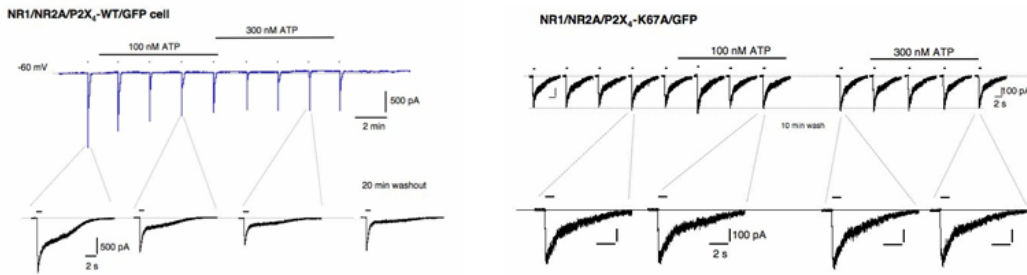 NR1/NR2A/P2X4-WT/GFP cell
300 nM ATP
100 nM ATP
-60 mV
500 pA
2 min
20 min washout
500 pA
2 s
NR1/NR2A/P2X4-K67A/GFP
100 nM ATP
300 nM ATP
100 pA
2 s
10 min wash
100 pA
2 s